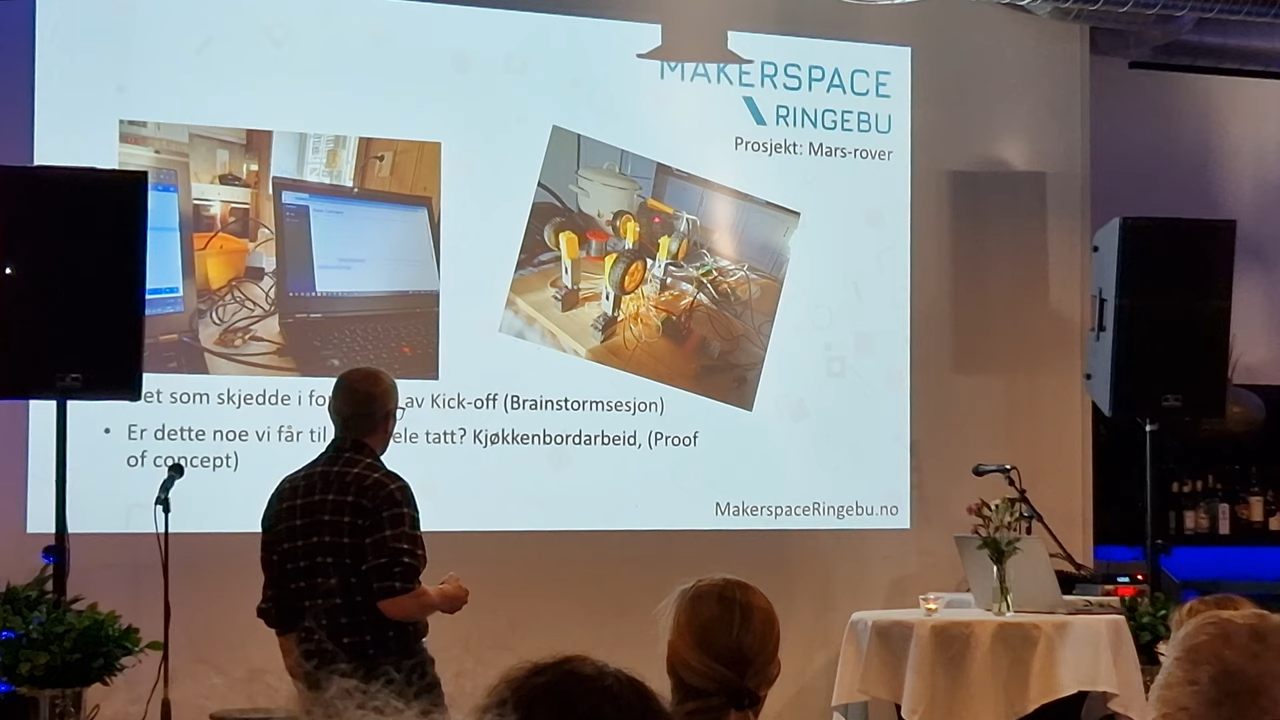 MAKERSPACE
RINGEBU
Prosjekt: Mars-rover
et som skjedde i fo av Kick-off (Brainstormsesjon)
• Er dette noe vi får til ele tatt? Kjøkkenbordarbeid, (Proof
of concept)
MakerspaceRingebu.no